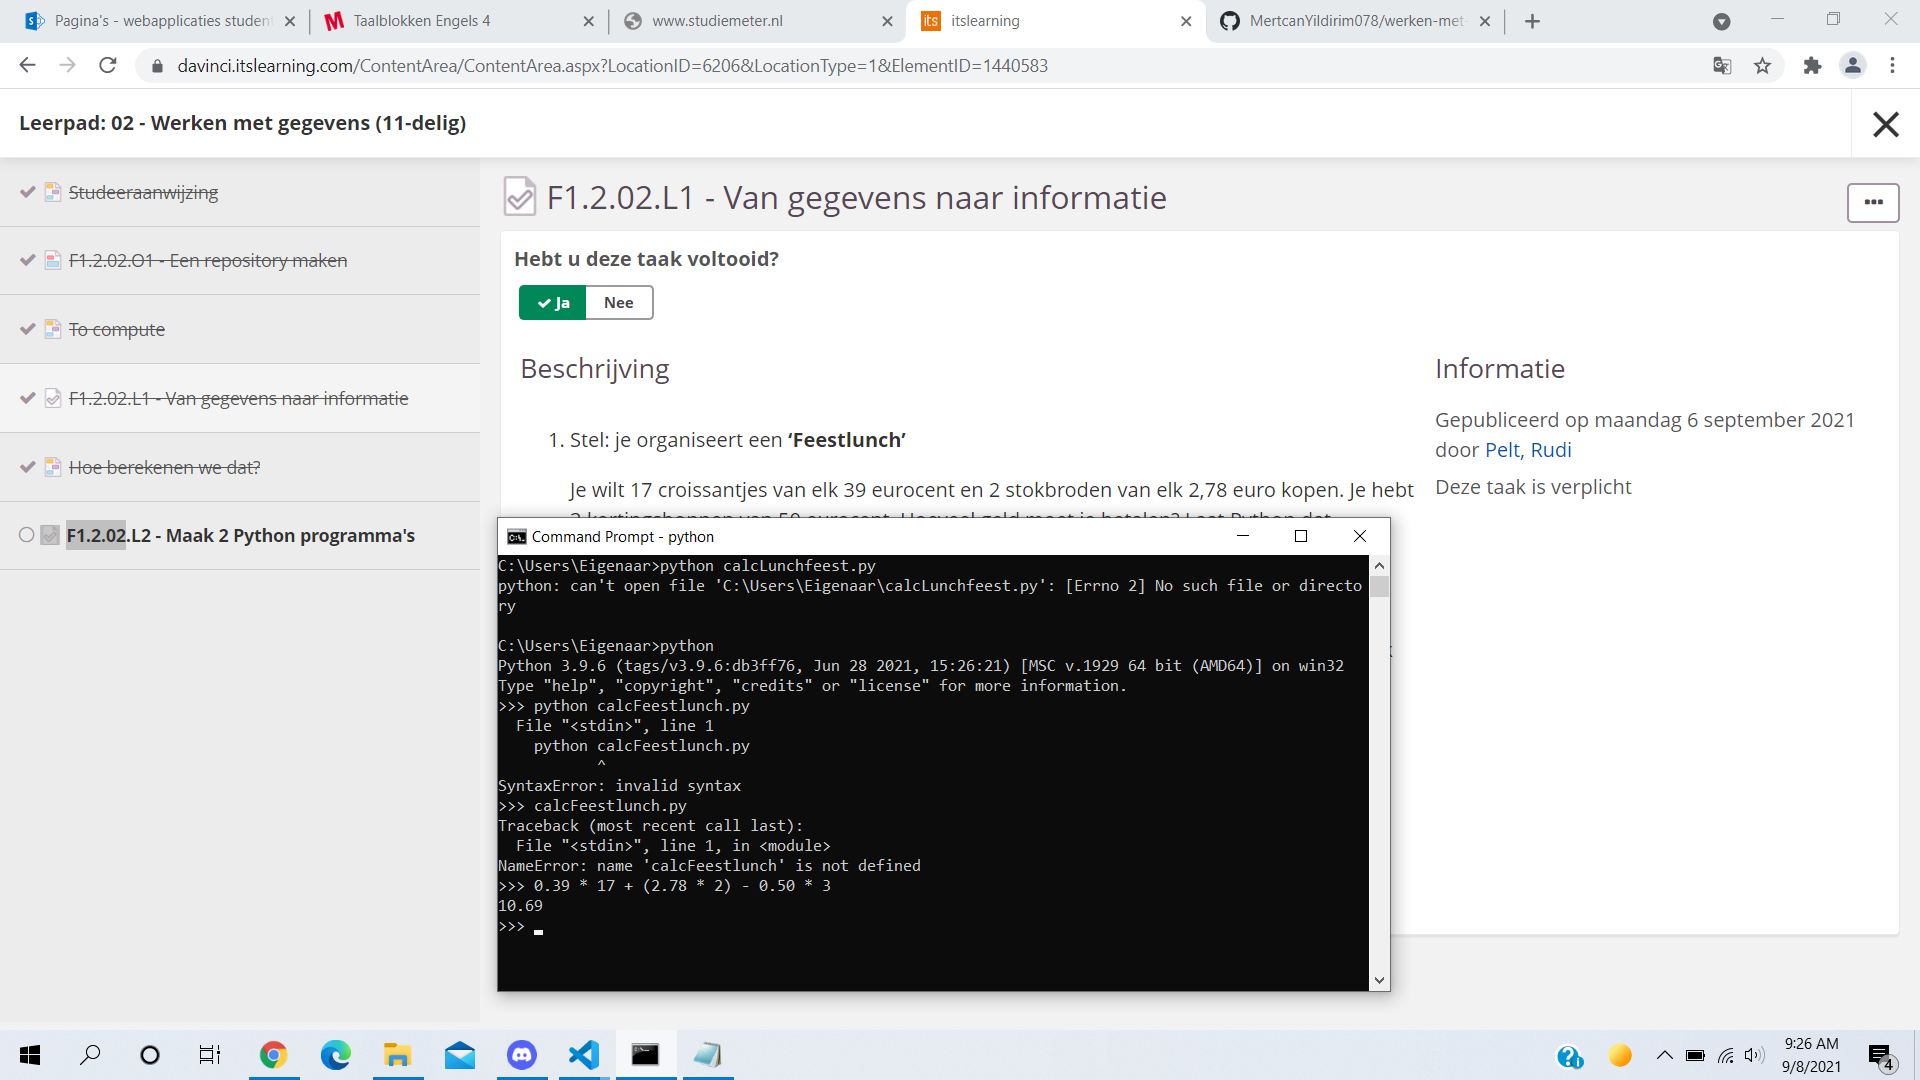 Pagina's - webapplicaties studen
Taalblokken Engels 4
www.studiemeter.nl
its itslearning
MertcanYildirim078/werken-met-
davinci.itslearning.com/ContentArea/ContentArea.aspx?LocationID=6206&LocationType=1&ElementID=1440583
Leerpad: 02 - Werken met gegevens (11-delig)
Studeeraanwijzing
F1.2.02.O1 - Een repository maken
To compute
F1.2.02.L1 - Van gegevens naar informatie
Hoe berekenen we dat?
F1.2.02.L2 - Maak 2 Python programma's
F1.2.02.L1 - Van gegevens naar informatie
Hebt u deze taak voltooid?
Ja
Nee
Beschrijving
1. Stel: je organiseert een ‘Feestlunch’
Je wilt 17 croissantjes van elk 39 eurocent en 2 stokbroden van elk 2,78 euro kopen. Je hebt
Informatie
Gepubliceerd op maandag 6 september 2021
door Pelt, Rudi
Deze taak is verplicht
Command Prompt - python
C:\Users\Eigenaar>python calcLunchfeest.py
python: can't open file 'C:\Users\Eigenaar\calcLunchfeest.py': [Errno 2] No such file or directo
ry
C:\Users\Eigenaar>python
Python 3.9.6 (tags/v3.9.6:db3ff76, Jun 28 2021, 15:26:21) [MSC v.1929 64 bit (AMD64)] on win32
Type "help", "copyright", "credits" or "license" for more information.
>>> python calcFeestlunch.py
File "<stdin>", line 1
python calcFeestlunch.py
^
SyntaxError: invalid syntax
>>> calcFeestlunch.py
Traceback (most recent call last):
File "<stdin>", line 1, in <module>
NameError: name 'calcFeestlunch' is not defined
>>> 0.39 * 17 + (2.78 * 2) - 0.50 * 3
10.69
>>>
9:26 AM
9/8/2021
4